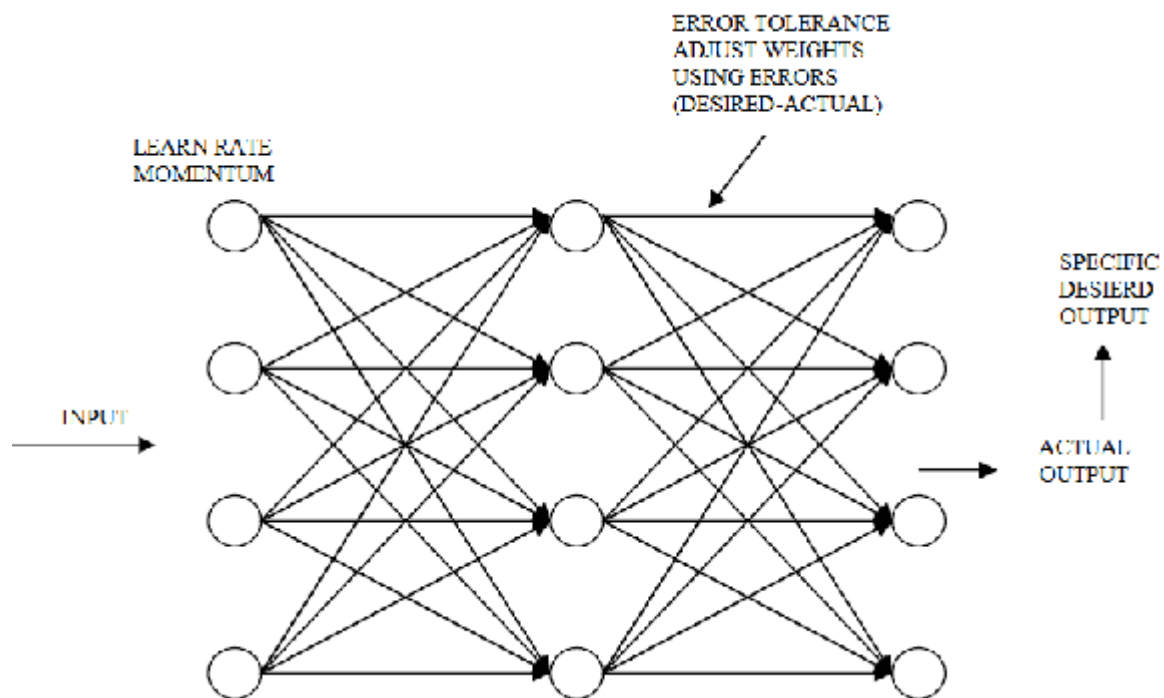 ERROR TOLERANCE
ADJUST WEIGHTS
USING ERRORS
(DESIRED-ACTUAL)
LEARN RATE
MOMENTUM
SPECIFIC
DESIERD
OUTPUT
INPUT
ACTUAL
OUTPUT